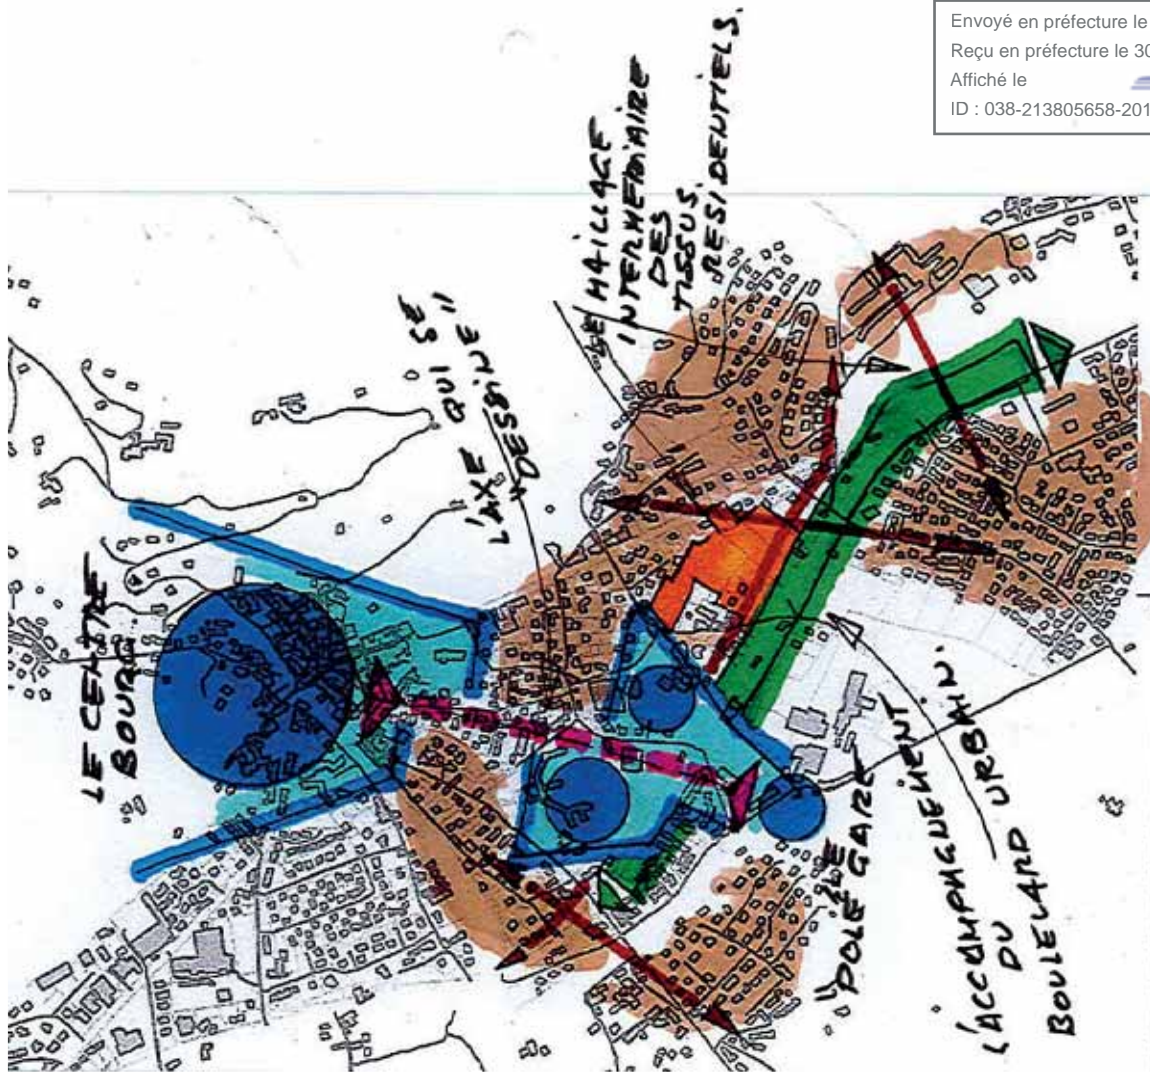 Envoyé en préfecture le
Reçu en préfecture le 30
Affiché le
ID : 038-213805658-201
LE CENTRE
BOURG
L'AXE QUI SE
"DESSINE"
LE MAILLAGE
INTERMEDIAIRE
DES
TISSUS
RESIDENTIELS.
"LE
POLE GARE"
L'ACCOMPAGNEMENT
DU
BOULEVARD URBAIN.